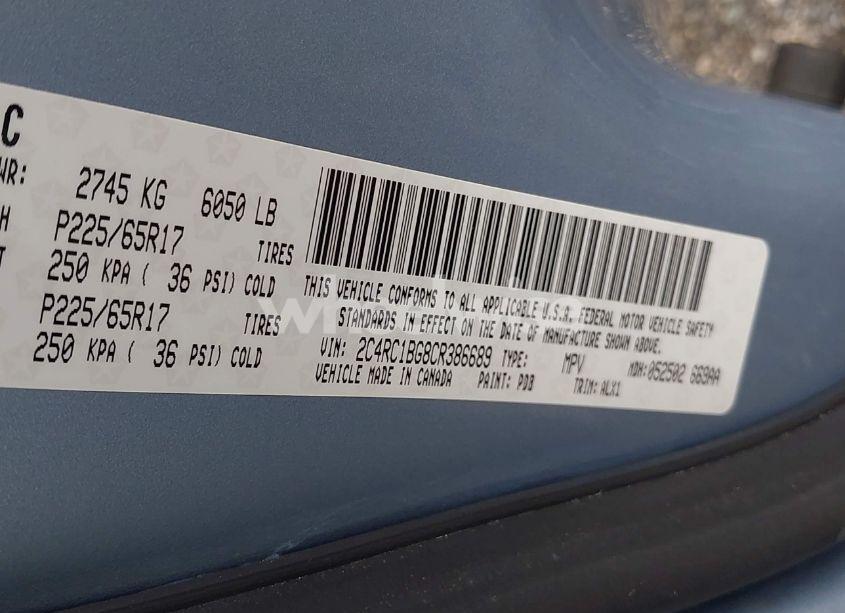 C
WR: 2745 KG 6050 LB
H P225/65R17 TIRES
T 250 KPA ( 36 PSI) COLD
P225/65R17 TIRES
250 KPA ( 36 PSI) COLD
THIS VEHICLE CONFORMS TO ALL APPLICABLE U.S.A. FEDERAL MOTOR VEHICLE SAFETY
STANDARDS IN EFFECT ON THE DATE OF MANUFACTURE SHOWN ABOVE.
VIN: 2C4RC1BG8CR386689 TYPE: MPV MDH: 052502 669AA
VEHICLE MADE IN CANADA PAINT: PDB TRIM: ALX1